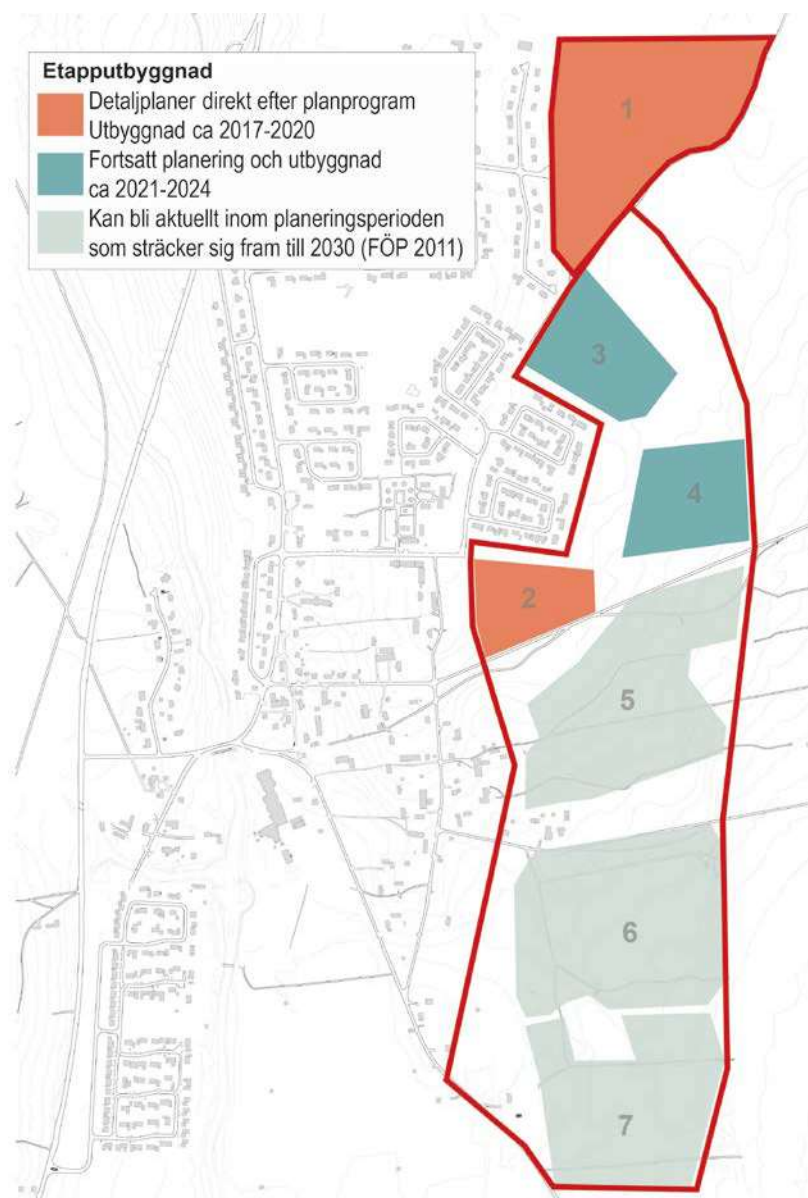 Etapputbyggnad
Detaljplaner direkt efter planprogram
Utbyggnad ca 2017-2020
Fortsatt planering och utbyggnad
ca 2021-2024
Kan bli aktuellt inom planeringsperioden
som sträcker sig fram till 2030 (FÖP 2011)
1
3
4
2
5
6
7